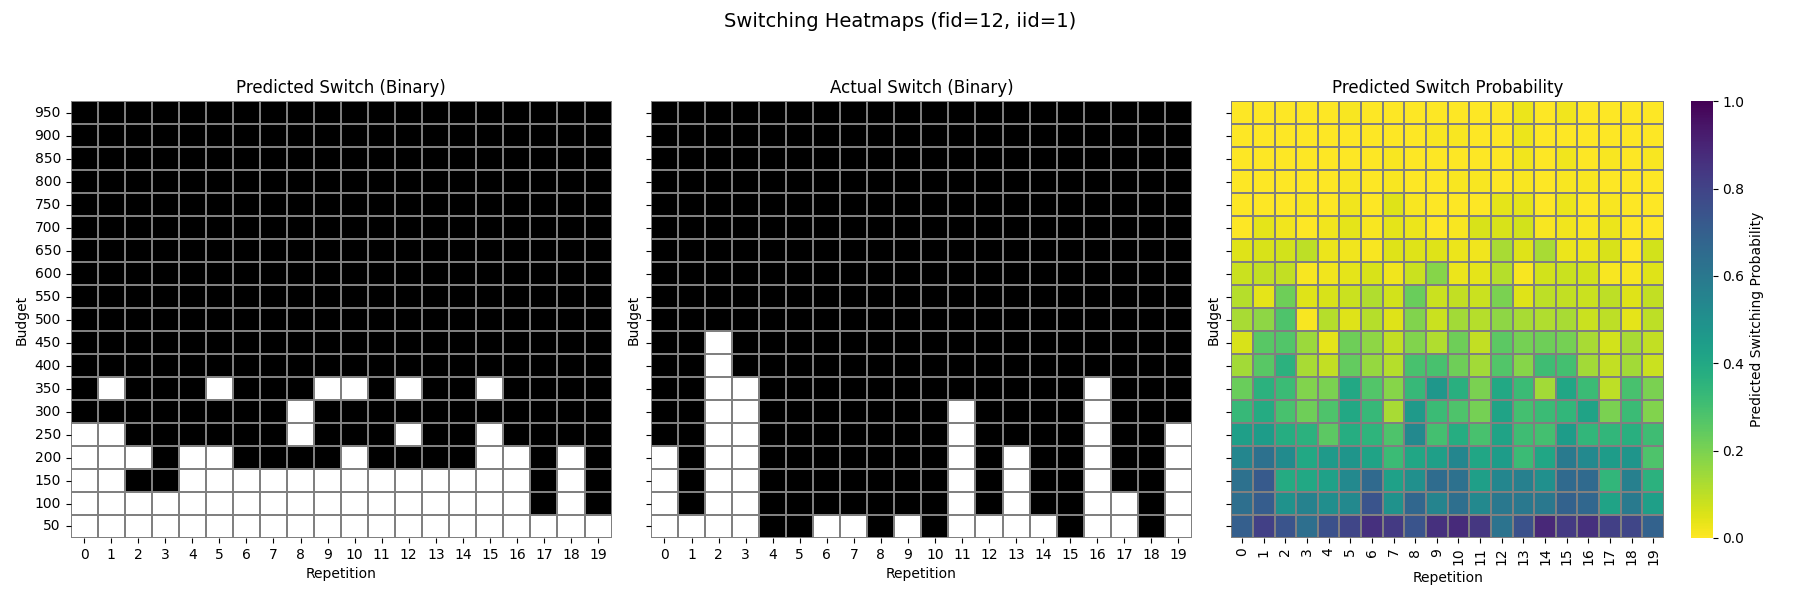 Switching Heatmaps (fid=12, iid=1)
Predicted Switch (Binary)
Budget
950
900
850
800
750
700
650
600
550
500
450
400
350
300
250
200
150
100
50
0 1 2 3 4 5 6 7 8 9 10 11 12 13 14 15 16 17 18 19
Repetition
Actual Switch (Binary)
Budget
0 1 2 3 4 5 6 7 8 9 10 11 12 13 14 15 16 17 18 19
Repetition
Predicted Switch Probability
Budget
0 1 2 3 4 5 6 7 8 9 10 11 12 13 14 15 16 17 18 19
Repetition
1.0
0.8
0.6
0.4
0.2
0.0
Predicted Switching Probability